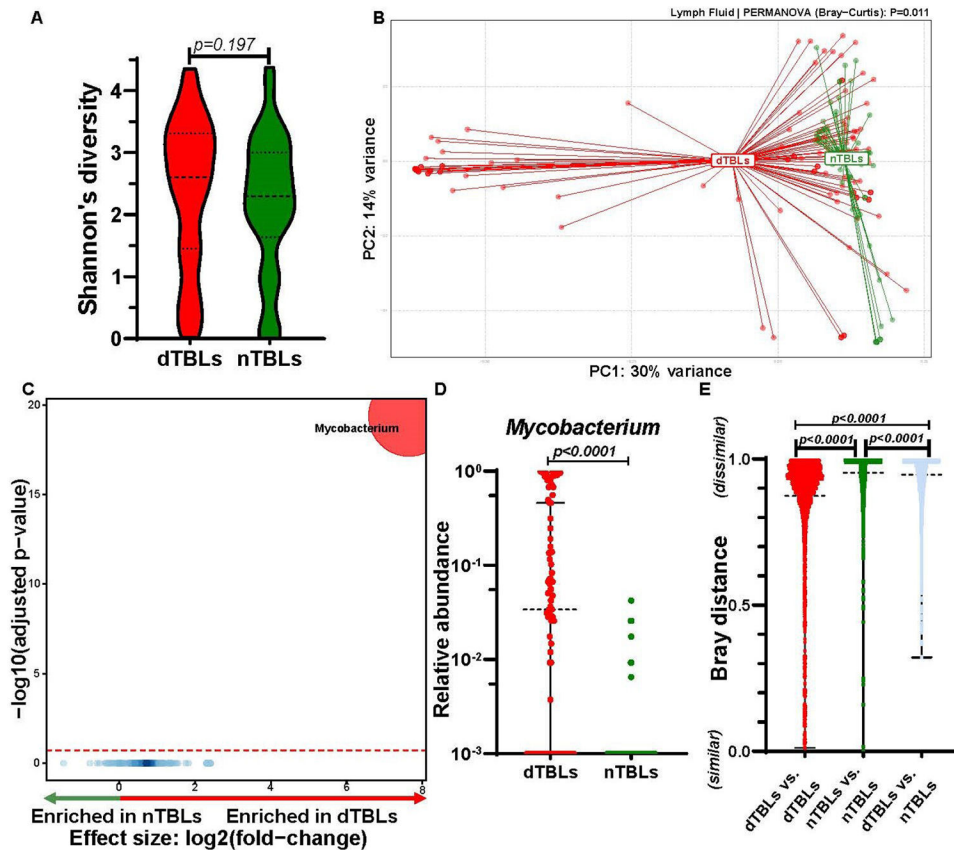 A
p=0.197
Shannon's diversity
4
3
2
1
0
dTBLs nTBLs
B
Lymph Fluid | PERMANOVA (Bray-Curtis): P=0.011
PC2: 14% variance
dTBLs
nTBLs
PC1: 30% variance
C
−log10(adjusted p-value)
20
15
10
5
0
Mycobacterium
0 2 4 6 8
Enriched in nTBLs Enriched in dTBLs
Effect size: log2(fold−change)
D
Mycobacterium
p<0.0001
Relative abundance
10⁰
10⁻¹
10⁻²
10⁻³
dTBLs nTBLs
E
p<0.0001
p<0.0001 p<0.0001
(dissimilar)
Bray distance
(similar)
1.0
0.5
0.0
dTBLs vs.
dTBLs
nTBLs vs.
nTBLs
dTBLs vs.
nTBLs